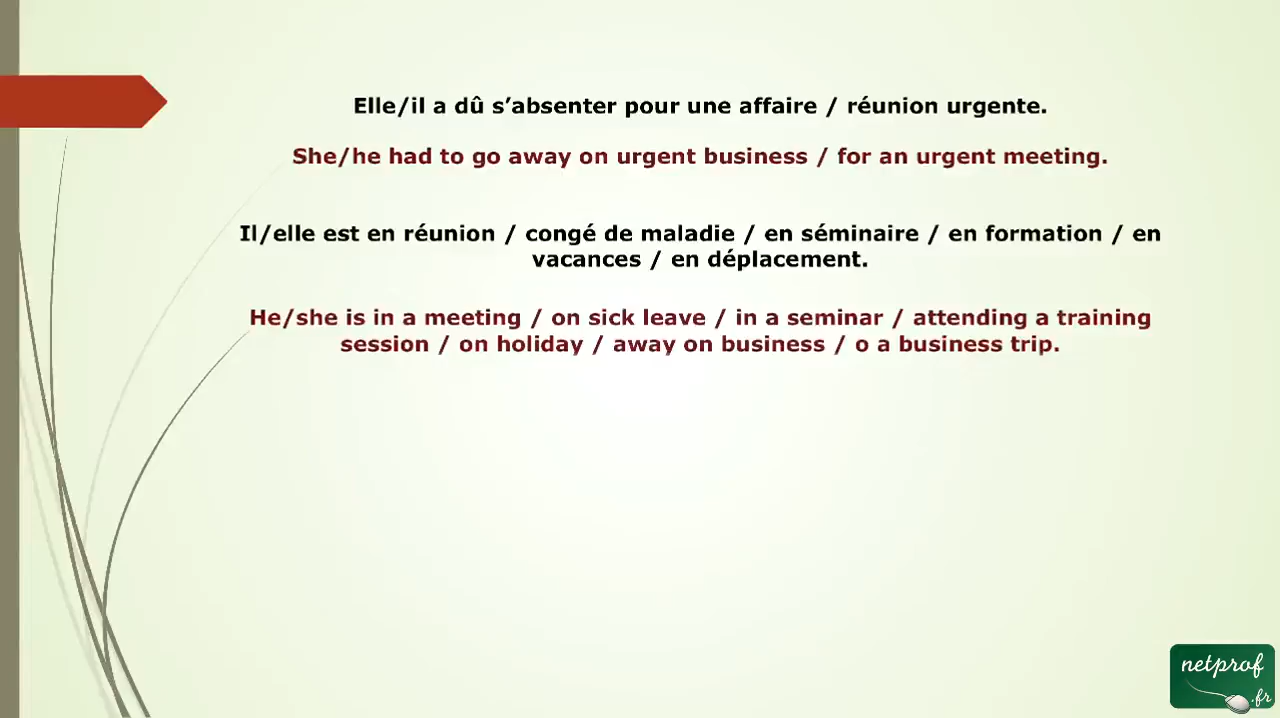 Elle/il a dû s’absenter pour une affaire / réunion urgente.
She/he had to go away on urgent business / for an urgent meeting.
Il/elle est en réunion / congé de maladie / en séminaire / en formation / en
vacances / en déplacement.
He/she is in a meeting / on sick leave / in a seminar / attending a training
session / on holiday / away on business / o a business trip.
netprof
.fr